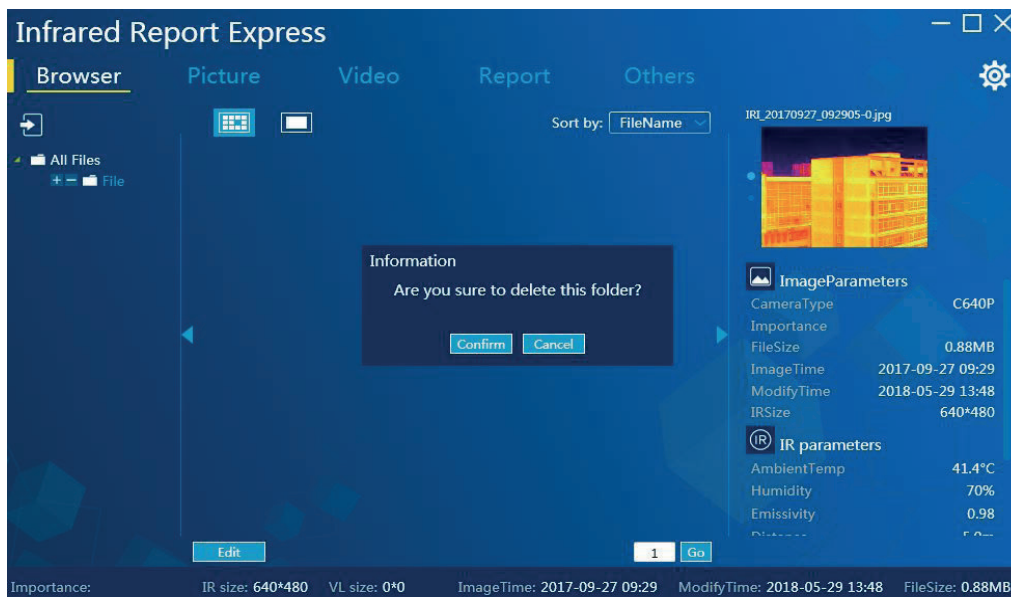 Infrared Report Express
Browser Picture Video Report Others
Sort by: FileName
All Files
+ − File
Information
Are you sure to delete this folder?
Confirm Cancel
Edit
1 Go
IRI_20170927_092905-0.jpg
ImageParameters
CameraType C640P
Importance
FileSize 0.88MB
ImageTime 2017-09-27 09:29
ModifyTime 2018-05-29 13:48
IRSize 640*480
IR IR parameters
AmbientTemp 41.4°C
Humidity 70%
Emissivity 0.98
Importance: IR size: 640*480 VL size: 0*0 ImageTime: 2017-09-27 09:29 ModifyTime: 2018-05-29 13:48 FileSize: 0.88MB